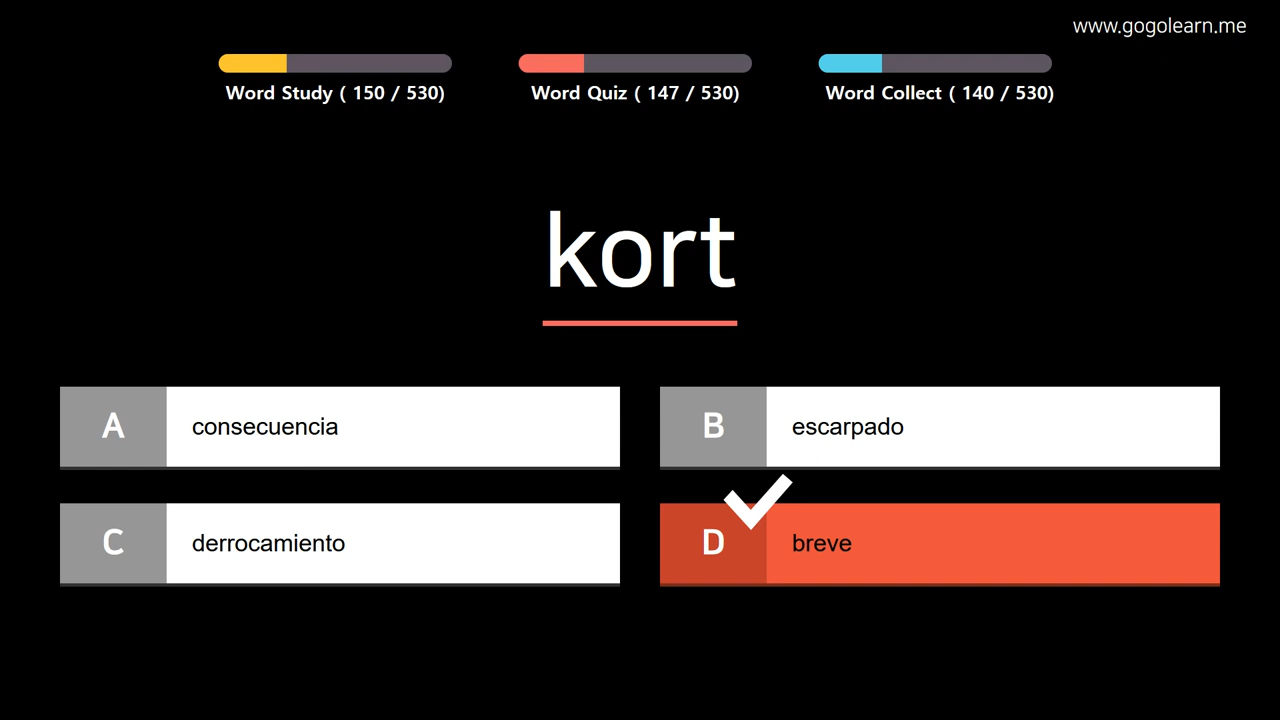 www.gogolearn.me
Word Study ( 150 / 530)
Word Quiz ( 147 / 530)
Word Collect ( 140 / 530)
kort
A consecuencia
B escarpado
C derrocamiento
D breve